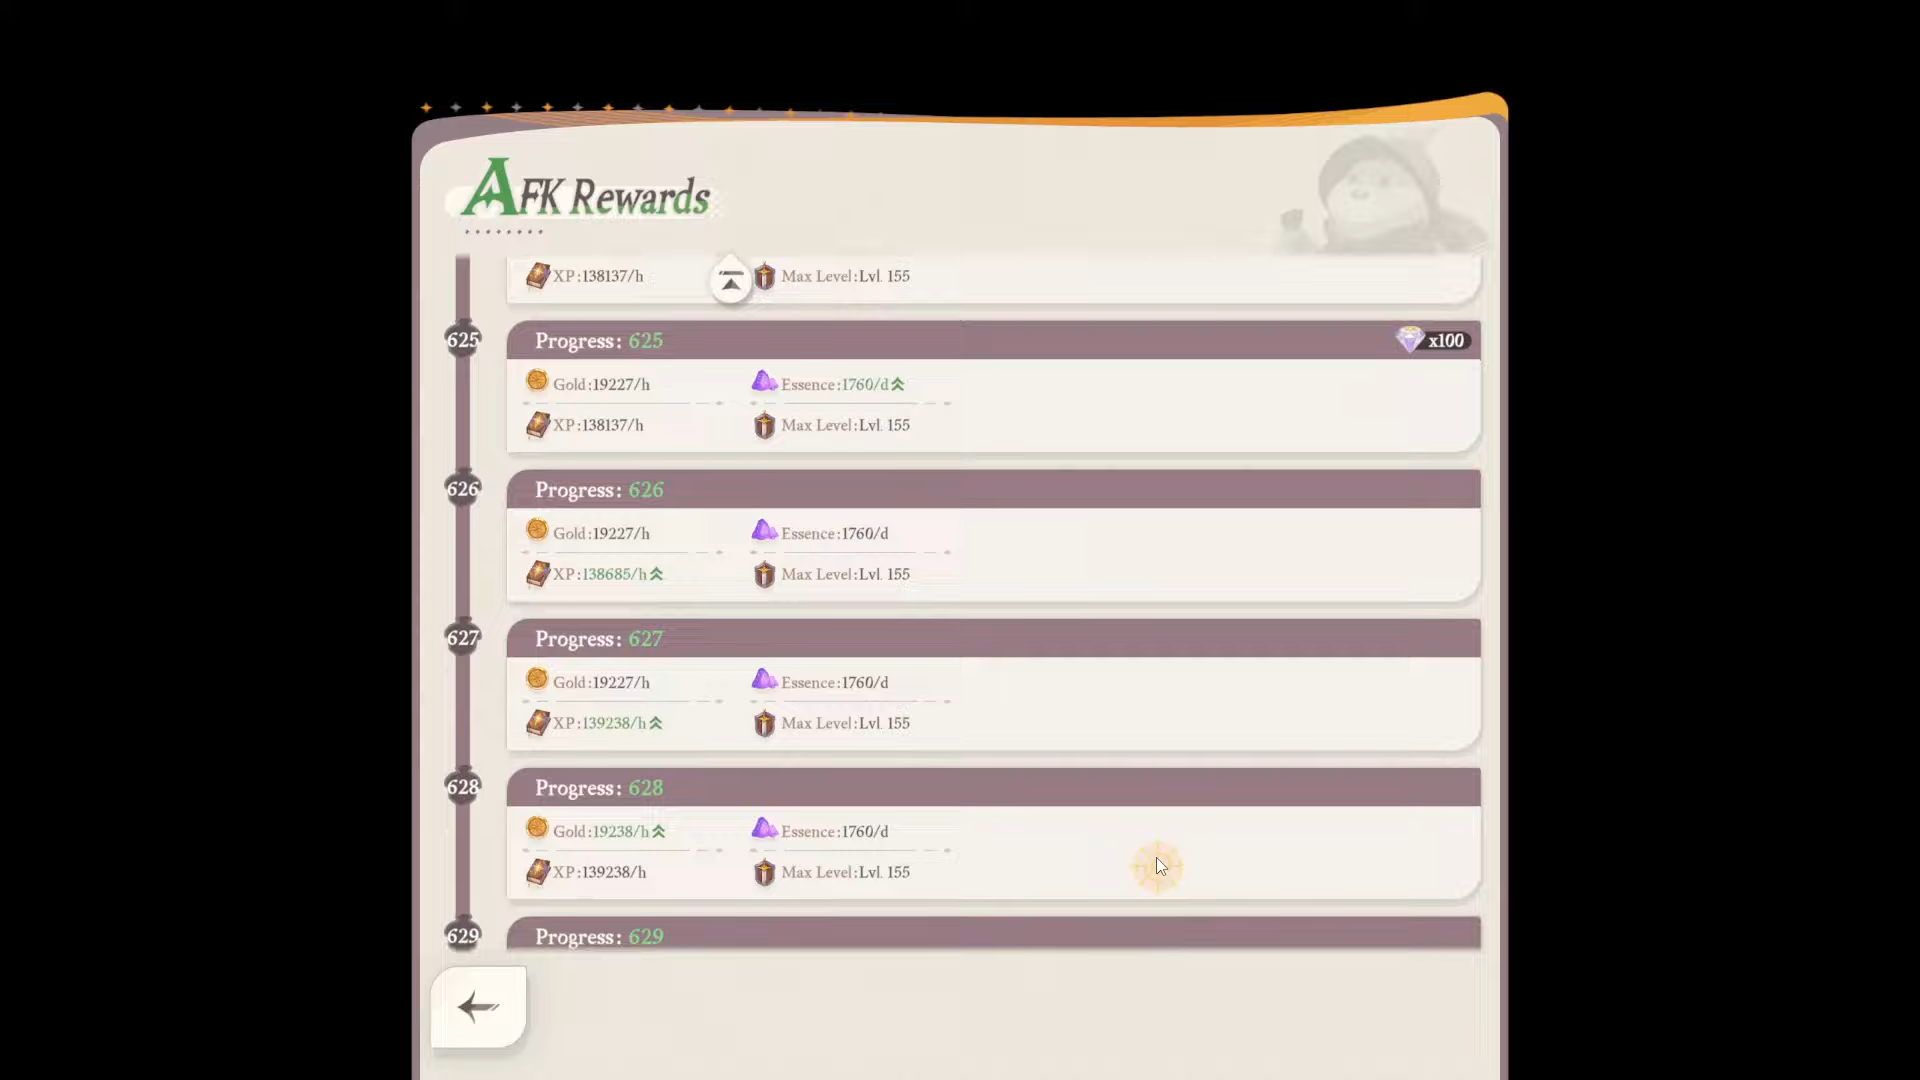 AFK Rewards
XP:138137/h Max Level:Lvl. 155
625 Progress: 625 x100
Gold:19227/h Essence:1760/d
XP:138137/h Max Level:Lvl. 155
626 Progress: 626
Gold:19227/h Essence:1760/d
XP:138685/h Max Level:Lvl. 155
627 Progress: 627
Gold:19227/h Essence:1760/d
XP:139238/h Max Level:Lvl. 155
628 Progress: 628
Gold:19238/h Essence:1760/d
XP:139238/h Max Level:Lvl. 155
629 Progress: 629